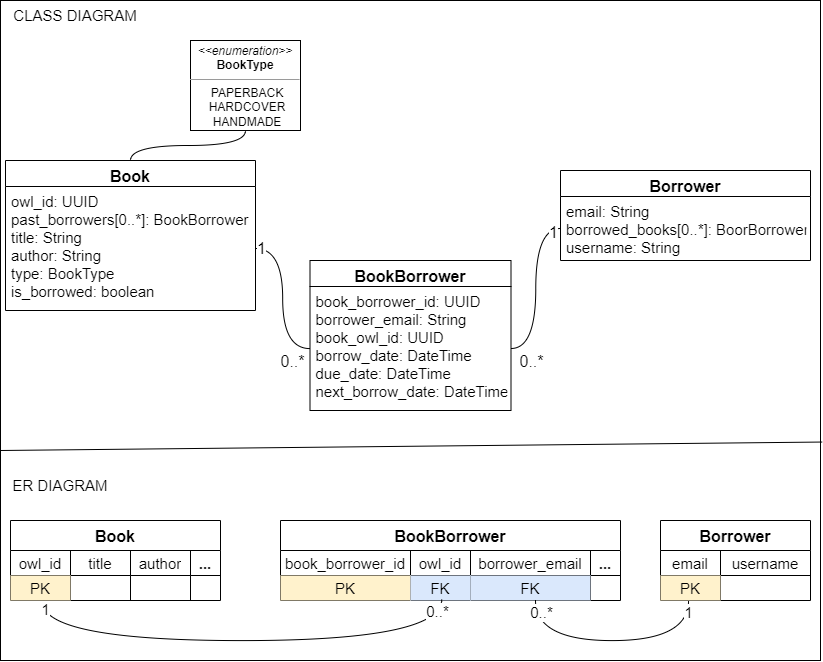 CLASS DIAGRAM
<<enumeration>>
BookType
PAPERBACK
HARDCOVER
HANDMADE
Book
owl_id: UUID
past_borrowers[0..*]: BookBorrower
title: String
author: String
type: BookType
is_borrowed: boolean
1
0..*
BookBorrower
book_borrower_id: UUID
borrower_email: String
book_owl_id: UUID
borrow_date: DateTime
due_date: DateTime
next_borrow_date: DateTime
0..*
1
Borrower
email: String
borrowed_books[0..*]: BoorBorrower
username: String
ER DIAGRAM
Book
owl_id title author ...
PK
1
BookBorrower
book_borrower_id owl_id borrower_email ...
PK FK FK
0..* 0..*
Borrower
email username
PK
1